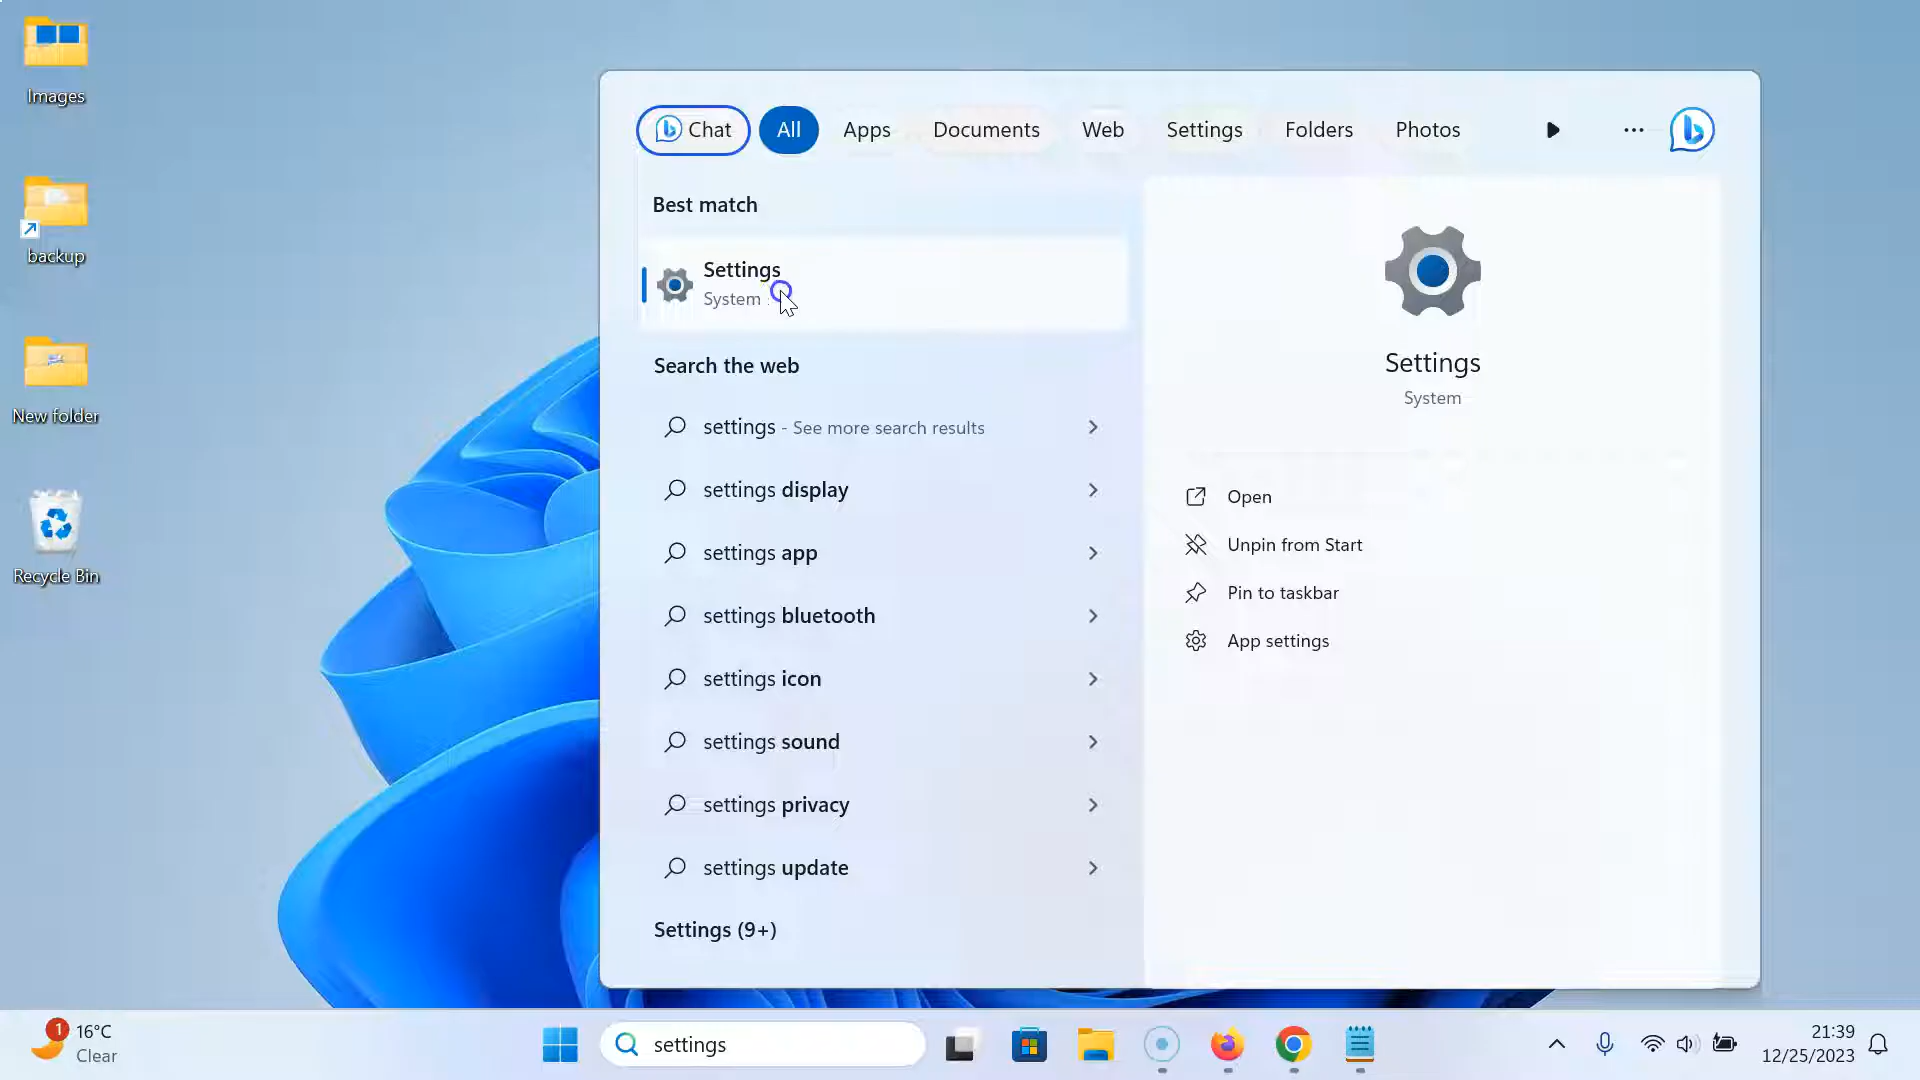 Images
backup
New folder
Recycle Bin
Chat
All
Apps
Documents
Web
Settings
Folders
Photos
Best match
Settings
System
Search the web
settings - See more search results
settings display
settings app
settings bluetooth
settings icon
settings sound
settings privacy
settings update
Settings (9+)
Settings
System
Open
Unpin from Start
Pin to taskbar
App settings
1
16°C
Clear
settings
21:39
12/25/2023